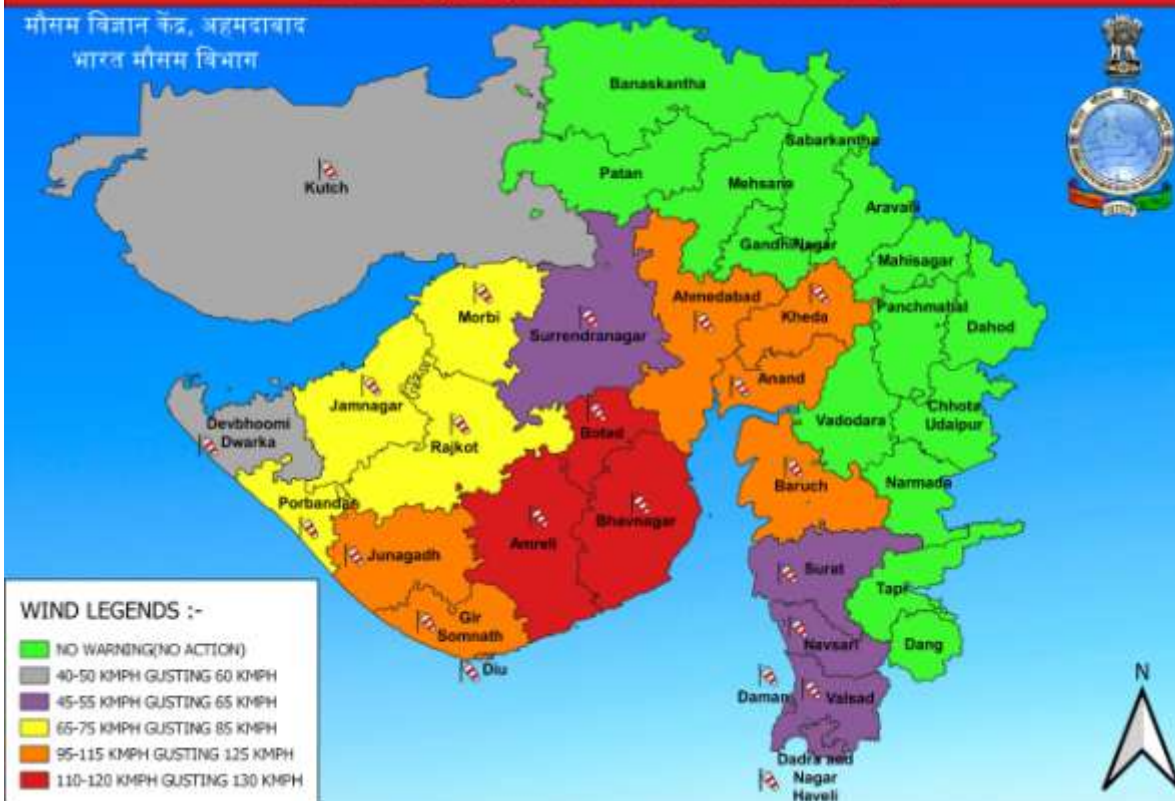 मौसम विज्ञान केंद्र, अहमदाबाद
भारत मौसम विभाग
Banaskantha
Sabarkantha
Patan
Mehsana
Kutch
Aravalli
GandhiNagar
Mahisagar
Ahmedabad
Panchmahal
Morbi
Kheda
Dahod
Surrendranagar
Anand
Jamnagar
Chhota
Udaipur
Devbhoomi
Dwarka
Vadodara
Botad
Rajkot
Baruch
Narmada
Porbandar
Bhavnagar
Amreli
Junagadh
Surat
Tapi
Gir
Somnath
Navsari
Dang
Diu
Daman
Valsad
Dadra and
Nagar
Haveli
N
WIND LEGENDS :-
NO WARNING(NO ACTION)
40-50 KMPH GUSTING 60 KMPH
45-55 KMPH GUSTING 65 KMPH
65-75 KMPH GUSTING 85 KMPH
95-115 KMPH GUSTING 125 KMPH
110-120 KMPH GUSTING 130 KMPH